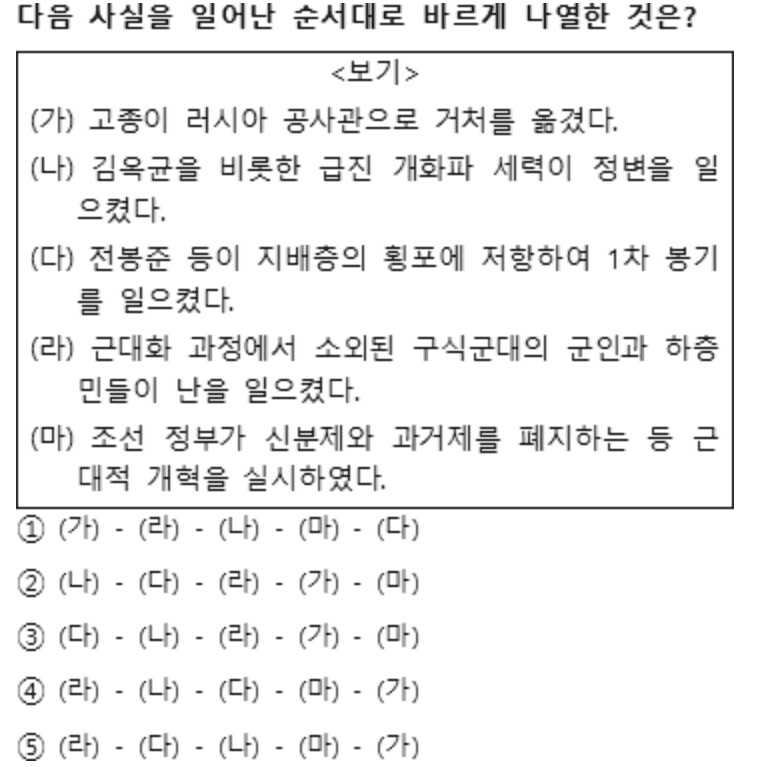 다음 사실을 일어난 순서대로 바르게 나열한 것은?
<보기>
(가) 고종이 러시아 공사관으로 거처를 옮겼다.
(나) 김옥균을 비롯한 급진 개화파 세력이 정변을 일
으켰다.
(다) 전봉준 등이 지배층의 횡포에 저항하여 1차 봉기
를 일으켰다.
(라) 근대화 과정에서 소외된 구식군대의 군인과 하층
민들이 난을 일으켰다.
(마) 조선 정부가 신분제와 과거제를 폐지하는 등 근
대적 개혁을 실시하였다.
① (가) - (라) - (나) - (마) - (다)
② (나) - (다) - (라) - (가) - (마)
③ (다) - (나) - (라) - (가) - (마)
④ (라) - (나) - (다) - (마) - (가)
⑤ (라) - (다) - (나) - (마) - (가)